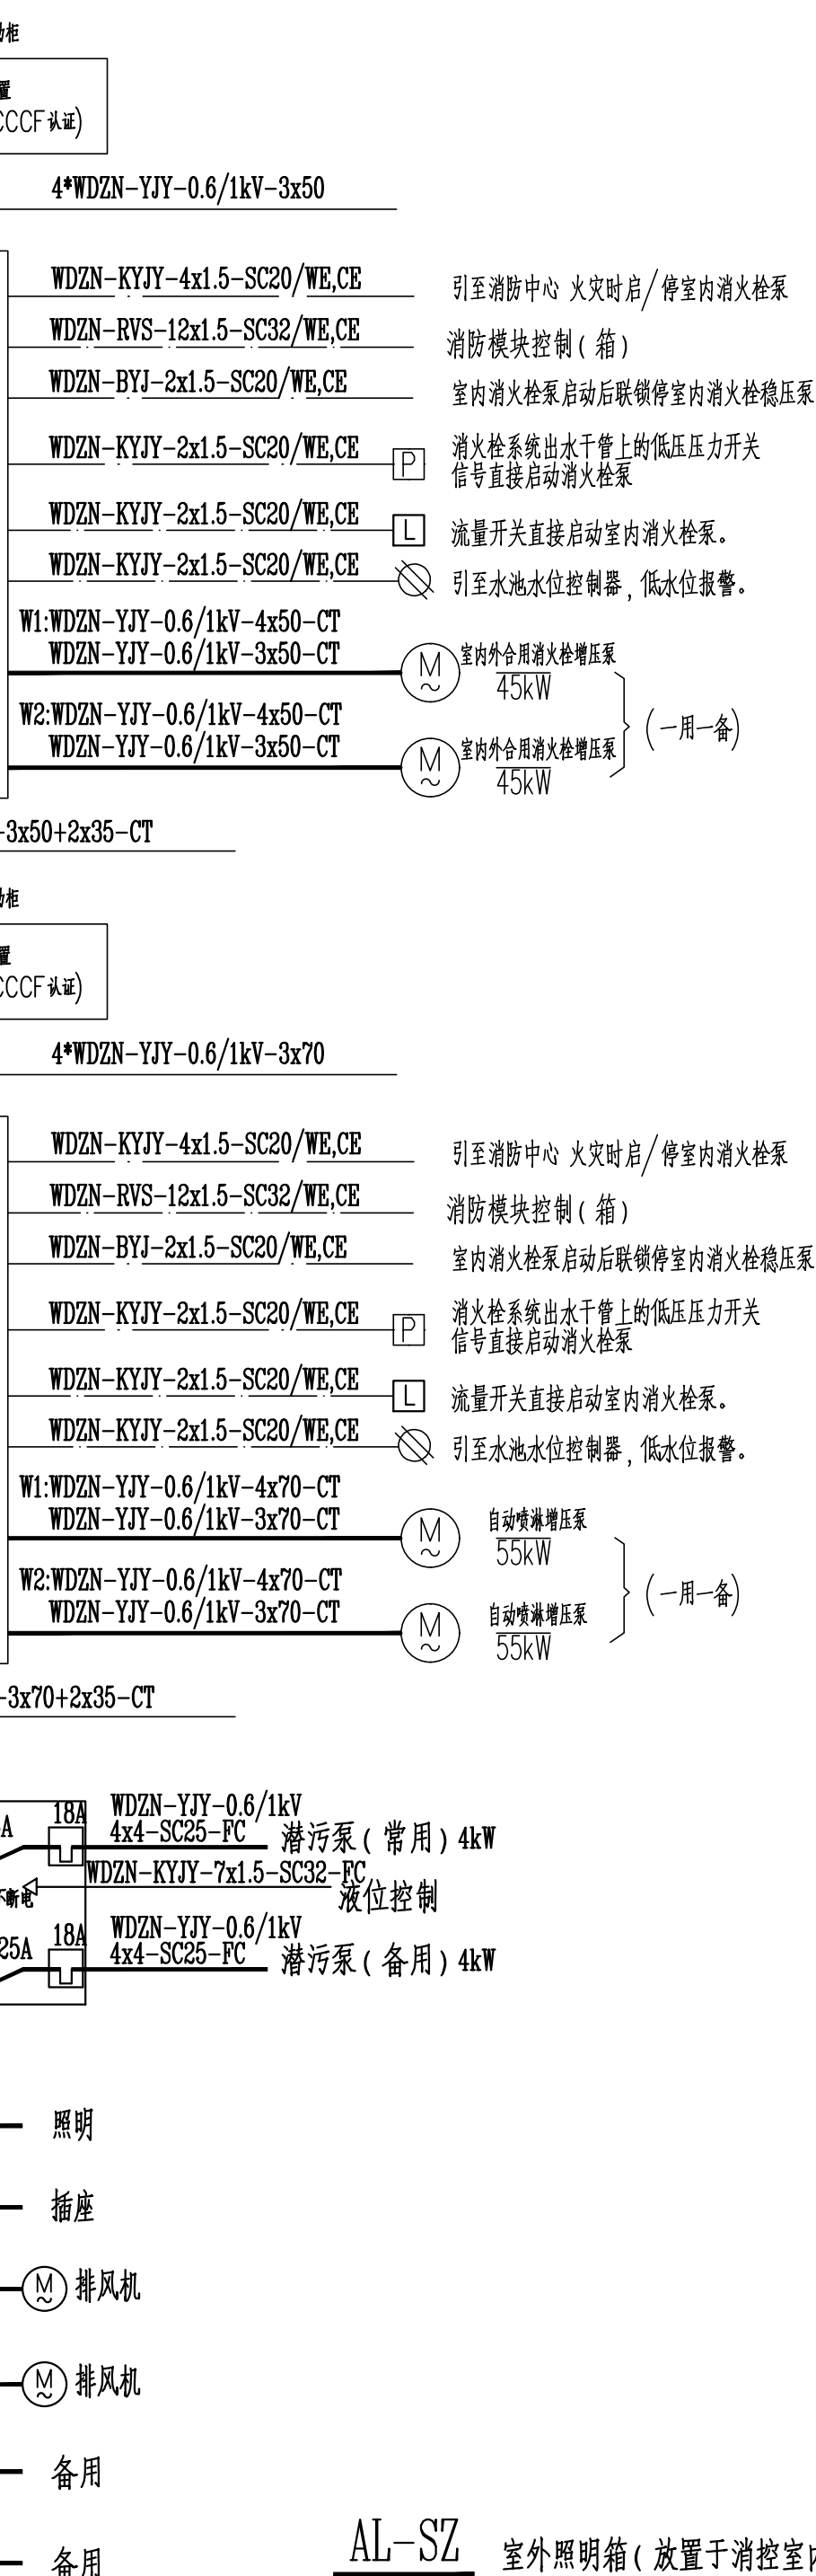 动柜
置
CCCF认证)
4*WDZN-YJY-0.6/1kV-3x50
WDZN-KYJY-4x1.5-SC20/WE,CE 引至消防中心 火灾时启/停室内消火栓泵
WDZN-RVS-12x1.5-SC32/WE,CE 消防模块控制(箱)
WDZN-BYJ-2x1.5-SC20/WE,CE 室内消火栓泵启动后联锁停室内消火栓稳压泵
WDZN-KYJY-2x1.5-SC20/WE,CE P 消火栓系统出水干管上的低压压力开关
信号直接启动消火栓泵
WDZN-KYJY-2x1.5-SC20/WE,CE L 流量开关直接启动室内消火栓泵。
WDZN-KYJY-2x1.5-SC20/WE,CE 引至水池水位控制器,低水位报警。
W1:WDZN-YJY-0.6/1kV-4x50-CT
WDZN-YJY-0.6/1kV-3x50-CT M~ 室内外合用消火栓增压泵
45kW
W2:WDZN-YJY-0.6/1kV-4x50-CT
(一用一备)
WDZN-YJY-0.6/1kV-3x50-CT M~ 室内外合用消火栓增压泵
45kW
-3x50+2x35-CT
动柜
置
CCCF认证)
4*WDZN-YJY-0.6/1kV-3x70
WDZN-KYJY-4x1.5-SC20/WE,CE 引至消防中心 火灾时启/停室内消火栓泵
WDZN-RVS-12x1.5-SC32/WE,CE 消防模块控制(箱)
WDZN-BYJ-2x1.5-SC20/WE,CE 室内消火栓泵启动后联锁停室内消火栓稳压泵
WDZN-KYJY-2x1.5-SC20/WE,CE P 消火栓系统出水干管上的低压压力开关
信号直接启动消火栓泵
WDZN-KYJY-2x1.5-SC20/WE,CE L 流量开关直接启动室内消火栓泵。
WDZN-KYJY-2x1.5-SC20/WE,CE 引至水池水位控制器,低水位报警。
W1:WDZN-YJY-0.6/1kV-4x70-CT
WDZN-YJY-0.6/1kV-3x70-CT M~ 自动喷淋增压泵
55kW
W2:WDZN-YJY-0.6/1kV-4x70-CT
(一用一备)
WDZN-YJY-0.6/1kV-3x70-CT M~ 自动喷淋增压泵
55kW
-3x70+2x35-CT
A 18A WDZN-YJY-0.6/1kV
4x4-SC25-FC 潜污泵(常用)4kW
WDZN-KYJY-7x1.5-SC32-FC
不断电 液位控制
25A 18A WDZN-YJY-0.6/1kV
4x4-SC25-FC 潜污泵(备用)4kW
照明
插座
M~ 排风机
M~ 排风机
备用
备用
AL-SZ 室外照明箱(放置于消控室内